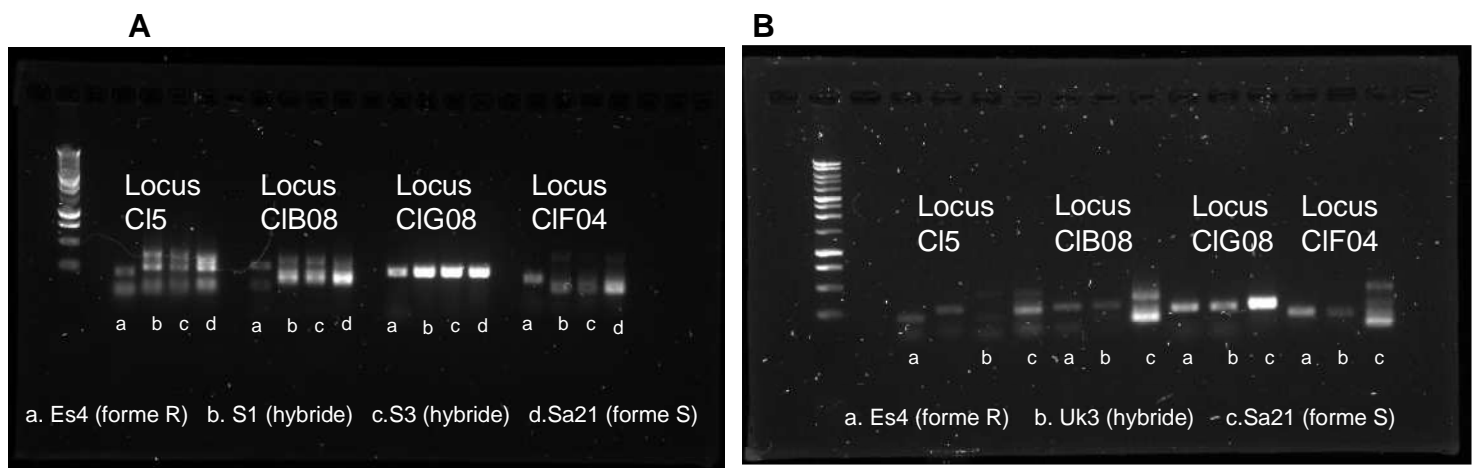 A
B
Locus Locus Locus Locus
Cl5 ClB08 ClG08 ClF04
a b c d a b c d a b c d a b c d
a. Es4 (forme R) b. S1 (hybride) c.S3 (hybride) d.Sa21 (forme S)
Locus Locus Locus Locus
Cl5 ClB08 ClG08 ClF04
a b c a b c a b c a b c
a. Es4 (forme R) b. Uk3 (hybride) c.Sa21 (forme S)